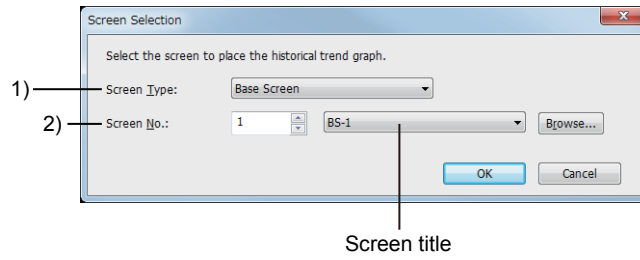 Screen Selection
Select the screen to place the historical trend graph.
1) Screen Type: Base Screen
2) Screen No.: 1 BS-1 Browse...
OK Cancel
Screen title